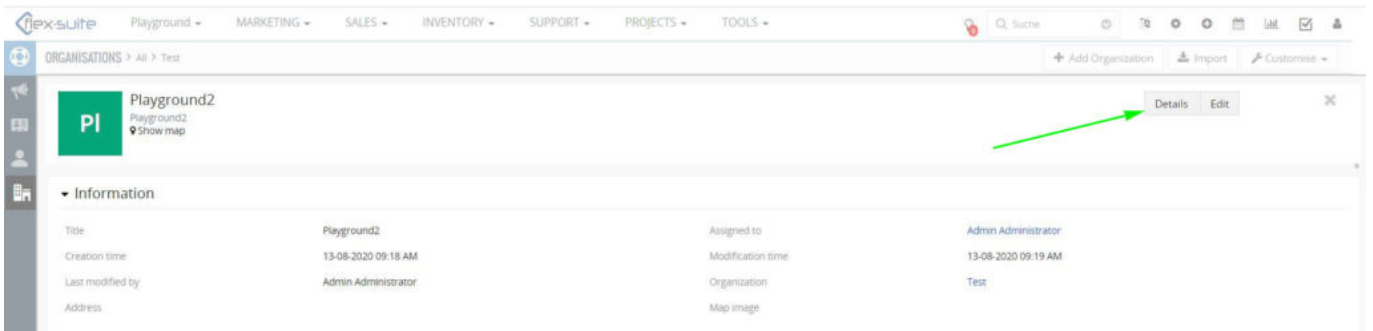 flex-suite Playground MARKETING SALES INVENTORY SUPPORT PROJECTS TOOLS Suche
ORGANISATIONS > All > Test + Add Organization Import Customise
Pl
Playground2
Playground2
Show map
Details Edit
Information
Title Playground2 Assigned to Admin Administrator
Creation time 13-08-2020 09:18 AM Modification time 13-08-2020 09:19 AM
Last modified by Admin Administrator Organization Test
Address Map image